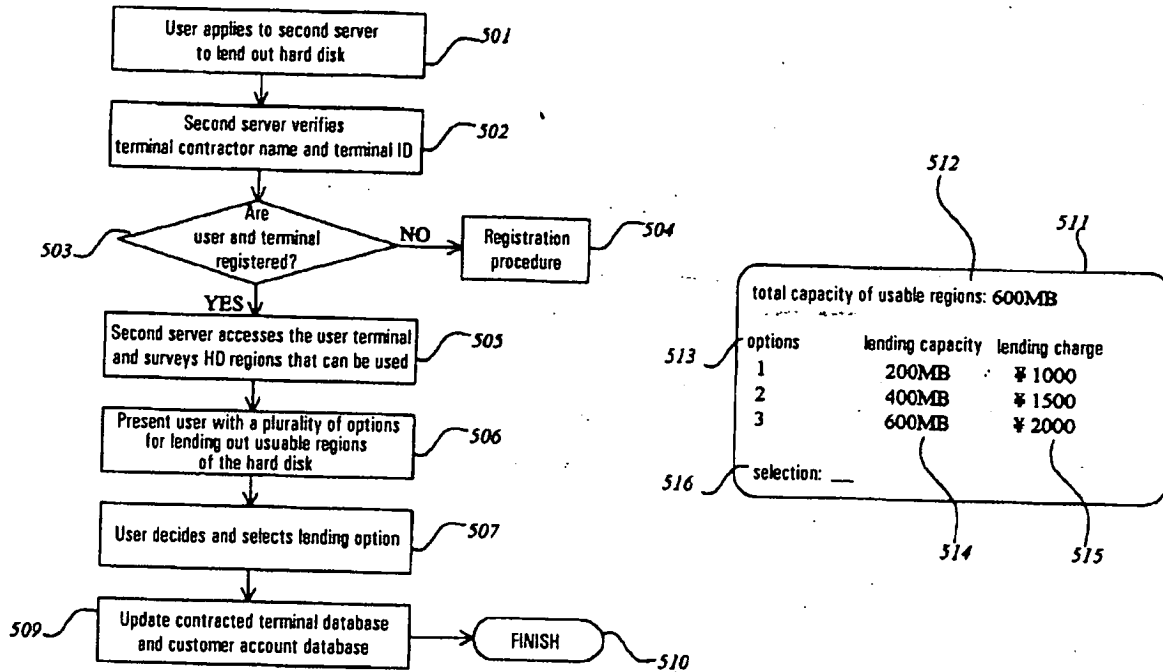 User applies to second server
to lend out hard disk
501
Second server verifies
terminal contractor name and terminal ID
502
Are
user and terminal
registered?
503
NO
Registration
procedure
504
YES
Second server accesses the user terminal
and surveys HD regions that can be used
505
Present user with a plurality of options
for lending out usuable regions
of the hard disk
506
User decides and selects lending option
507
Update contracted terminal database
and customer account database
509
FINISH
510
512
511
total capacity of usable regions: 600MB
513
options lending capacity lending charge
1 200MB ¥1000
2 400MB ¥1500
3 600MB ¥2000
516
selection: __
514
515